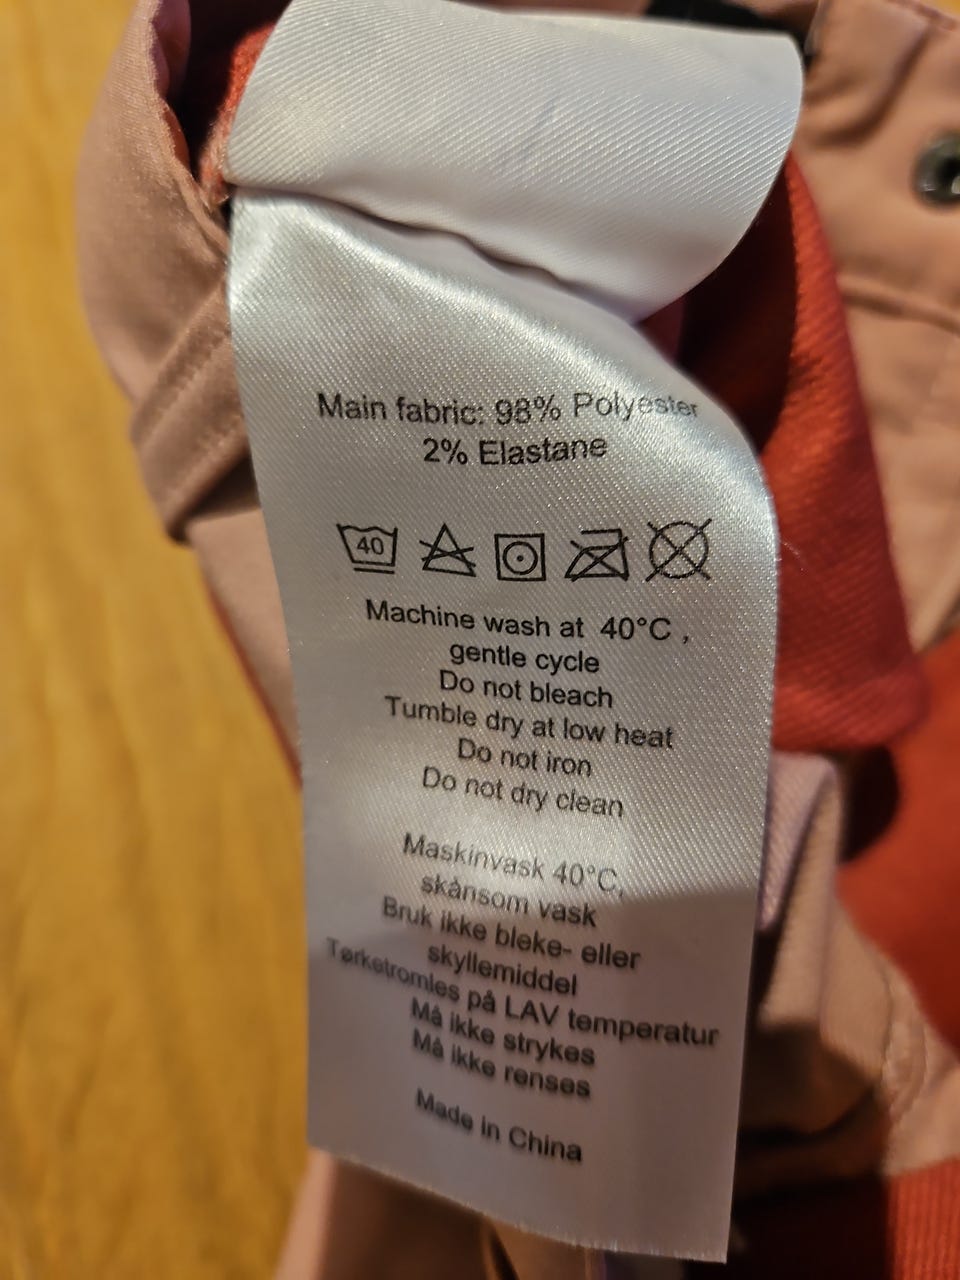 Main fabric: 98% Polyester
2% Elastane
40
Machine wash at 40°C ,
gentle cycle
Do not bleach
Tumble dry at low heat
Do not iron
Do not dry clean
Maskinvask 40°C,
skånsom vask
Bruk ikke bleke- eller
skyllemiddel
Tørketromles på LAV temperatur
Må ikke strykes
Må ikke renses
Made in China